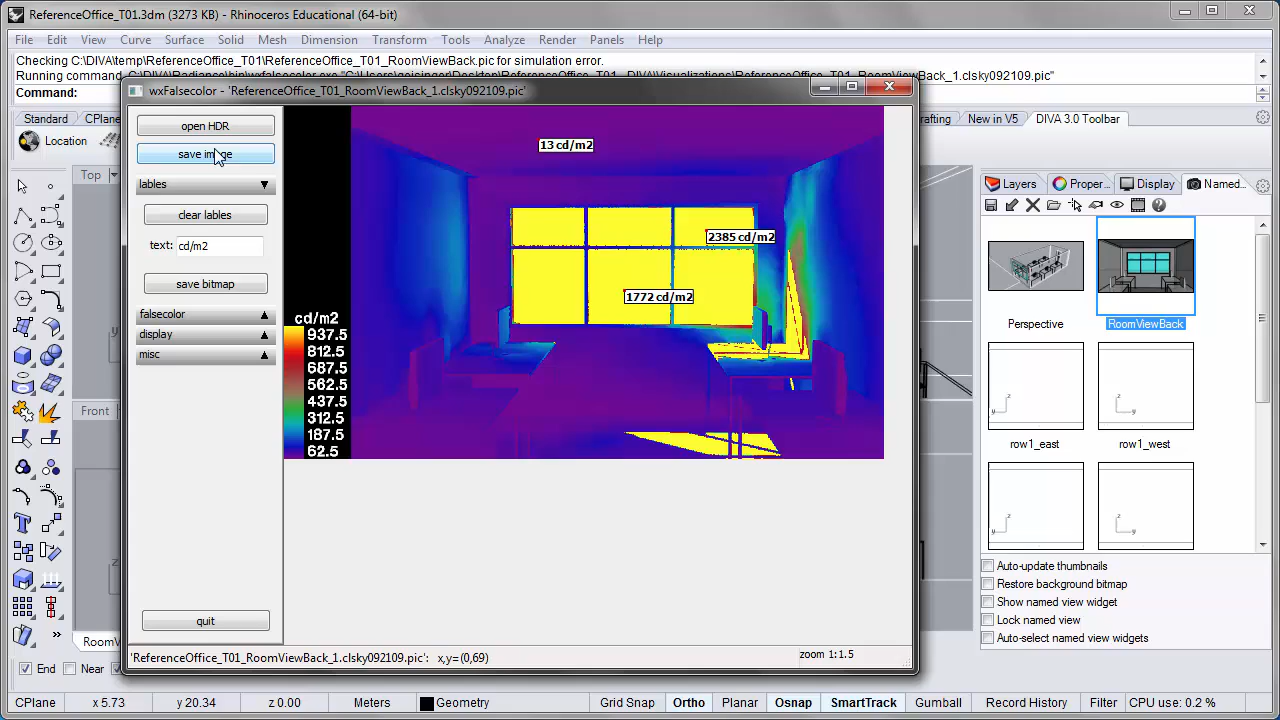 ReferenceOffice_T01.3dm (3273 KB) - Rhinoceros Educational (64-bit)
File Edit View Curve Surface Solid Mesh Dimension Transform Tools Analyze Render Panels Help
Checking C:\DIVA\temp\ReferenceOffice_T01\ReferenceOffice_T01_RoomViewBack.pic for simulation error.
Command:
wxFalsecolor - 'ReferenceOffice_T01_RoomViewBack_1.clsky092109.pic'
Standard CPlane
New in V5 DIVA 3.0 Toolbar
Location
open HDR
save image
lables
clear lables
text: cd/m2
save bitmap
falsecolor
display
misc
quit
13 cd/m2
2385 cd/m2
1772 cd/m2
cd/m2
937.5
812.5
687.5
562.5
437.5
312.5
187.5
62.5
'ReferenceOffice_T01_RoomViewBack_1.clsky092109.pic': x,y=(0,69)
zoom 1:1.5
Top
Front
Layers Proper... Display Named...
Perspective RoomViewBack
row1_east row1_west
Auto-update thumbnails
Restore background bitmap
Show named view widget
Lock named view
Auto-select named view widgets
End Near
CPlane x 5.73 y 20.34 z 0.00 Meters Geometry Grid Snap Ortho Planar Osnap SmartTrack Gumball Record History Filter CPU use: 0.2 %